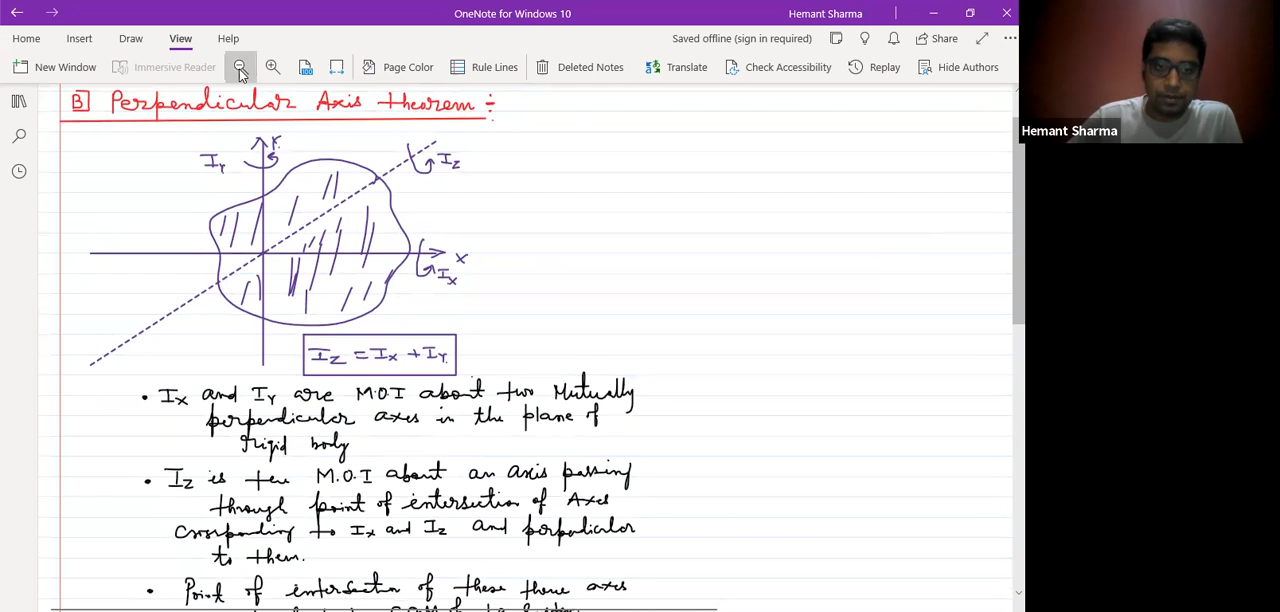 OneNote for Windows 10
Hemant Sharma
Home Insert Draw View Help
Saved offline (sign in required) Share
New Window Immersive Reader Page Color Rule Lines Deleted Notes Translate Check Accessibility Replay Hide Authors
B Perpendicular Axis theorem :
Y
IY
IZ
X
IX
IZ = IX + IY
• IX and IY are M.O.I about two Mutually
perpendicular axes in the plane of
rigid body
• IZ is M.O.I about an axis passing
through point of intersection of Axes
to IX and IZ and
to them.
• Point of intersection of these three axes
Hemant Sharma